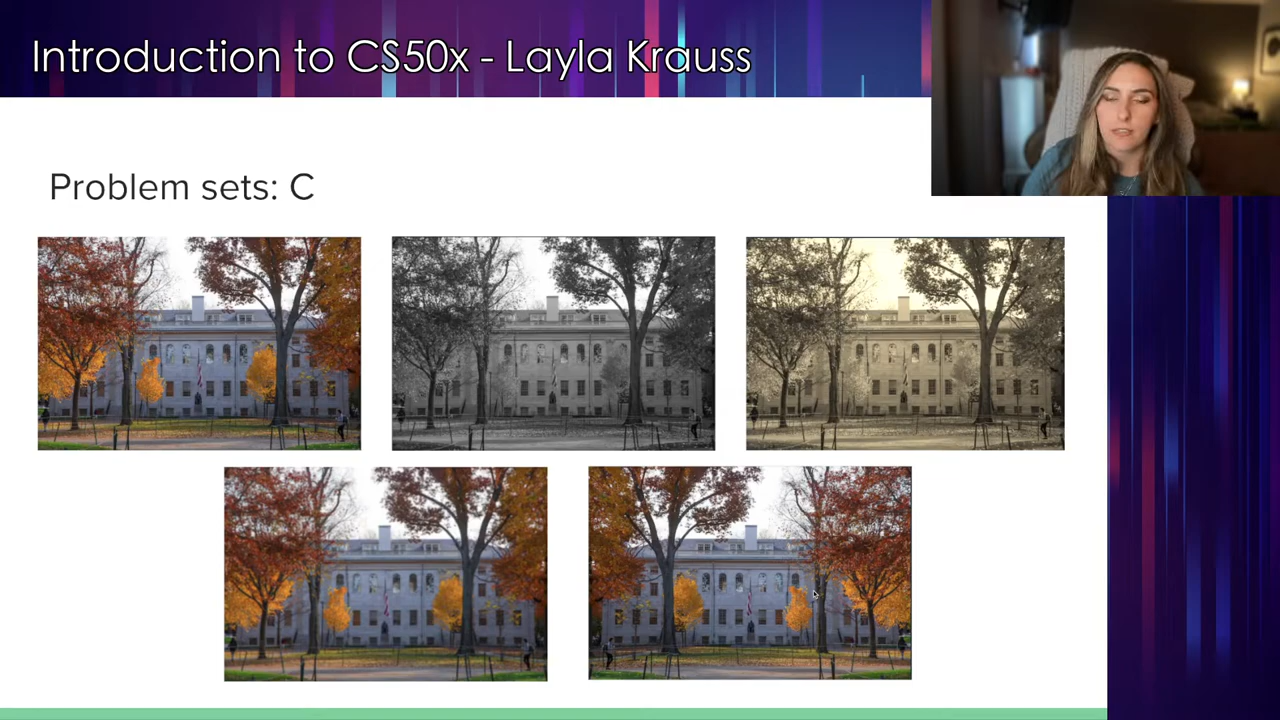 Introduction to CS50x - Layla Krauss
Problem sets: C